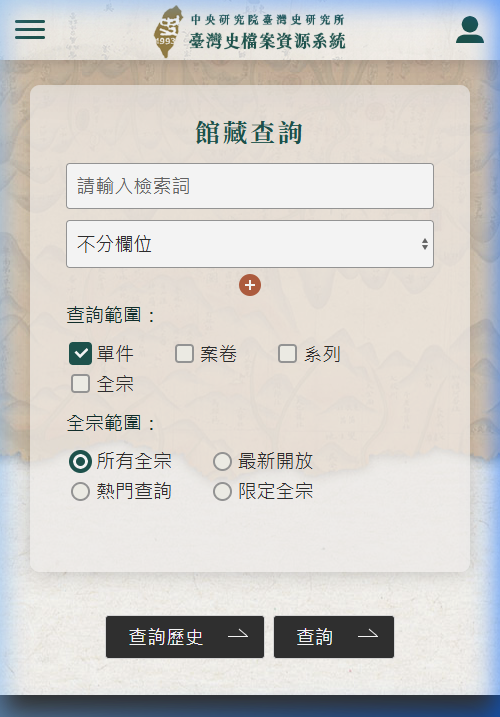 中央研究院臺灣史研究所
1993
臺灣史檔案資源系統
館藏查詢
請輸入檢索詞
不分欄位
查詢範圍：
單件 案卷 系列
全宗
全宗範圍：
所有全宗 最新開放
熱門查詢 限定全宗
查詢歷史 查詢